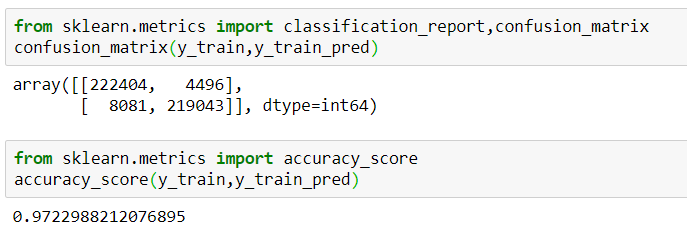 from sklearn.metrics import classification_report,confusion_matrix
confusion_matrix(y_train,y_train_pred)
array([[222404,   4496],
       [  8081, 219043]], dtype=int64)
from sklearn.metrics import accuracy_score
accuracy_score(y_train,y_train_pred)
0.9722988212076895